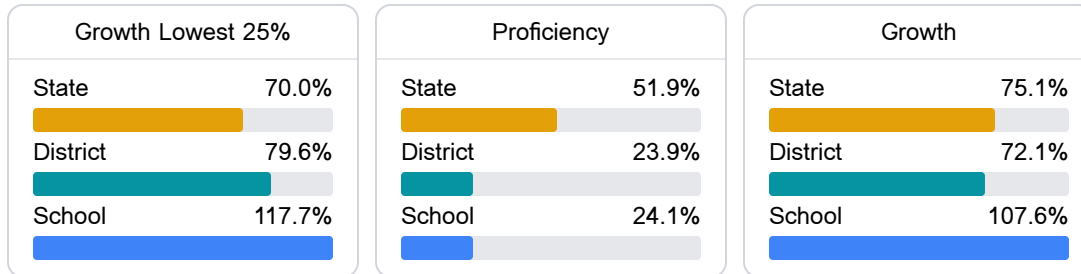 Growth Lowest 25%
State 70.0%
District 79.6%
School 117.7%
Proficiency
State 51.9%
District 23.9%
School 24.1%
Growth
State 75.1%
District 72.1%
School 107.6%